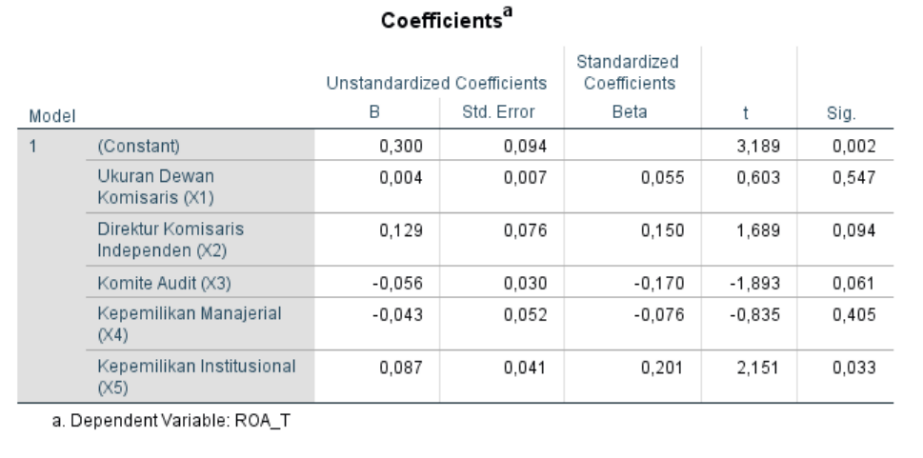 Coefficientsᵃ
Unstandardized Coefficients Standardized Coefficients
Model B Std. Error Beta t Sig.
1 (Constant) 0,300 0,094 3,189 0,002
Ukuran Dewan Komisaris (X1) 0,004 0,007 0,055 0,603 0,547
Direktur Komisaris Independen (X2) 0,129 0,076 0,150 1,689 0,094
Komite Audit (X3) -0,056 0,030 -0,170 -1,893 0,061
Kepemilikan Manajerial (X4) -0,043 0,052 -0,076 -0,835 0,405
Kepemilikan Institusional (X5) 0,087 0,041 0,201 2,151 0,033
a. Dependent Variable: ROA_T